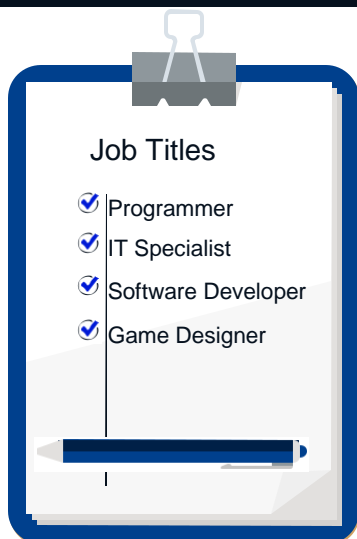 Job Titles
Programmer
IT Specialist
Software Developer
Game Designer